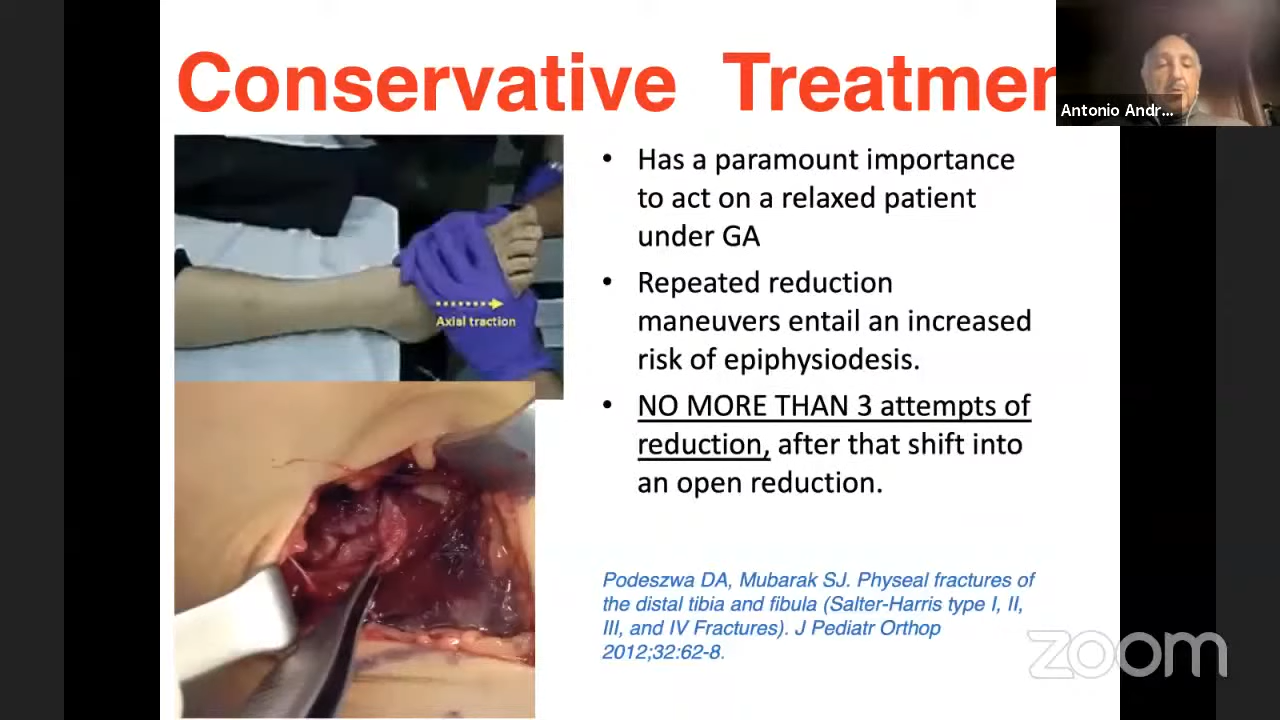 Conservative Treatmen
Antonio Andr...
Axial traction
• Has a paramount importance
to act on a relaxed patient
under GA
• Repeated reduction
maneuvers entail an increased
risk of epiphysiodesis.
• NO MORE THAN 3 attempts of
reduction, after that shift into
an open reduction.
Podeszwa DA, Mubarak SJ. Physeal fractures of
the distal tibia and fibula (Salter-Harris type I, II,
III, and IV Fractures). J Pediatr Orthop
2012;32:62-8.
zoom